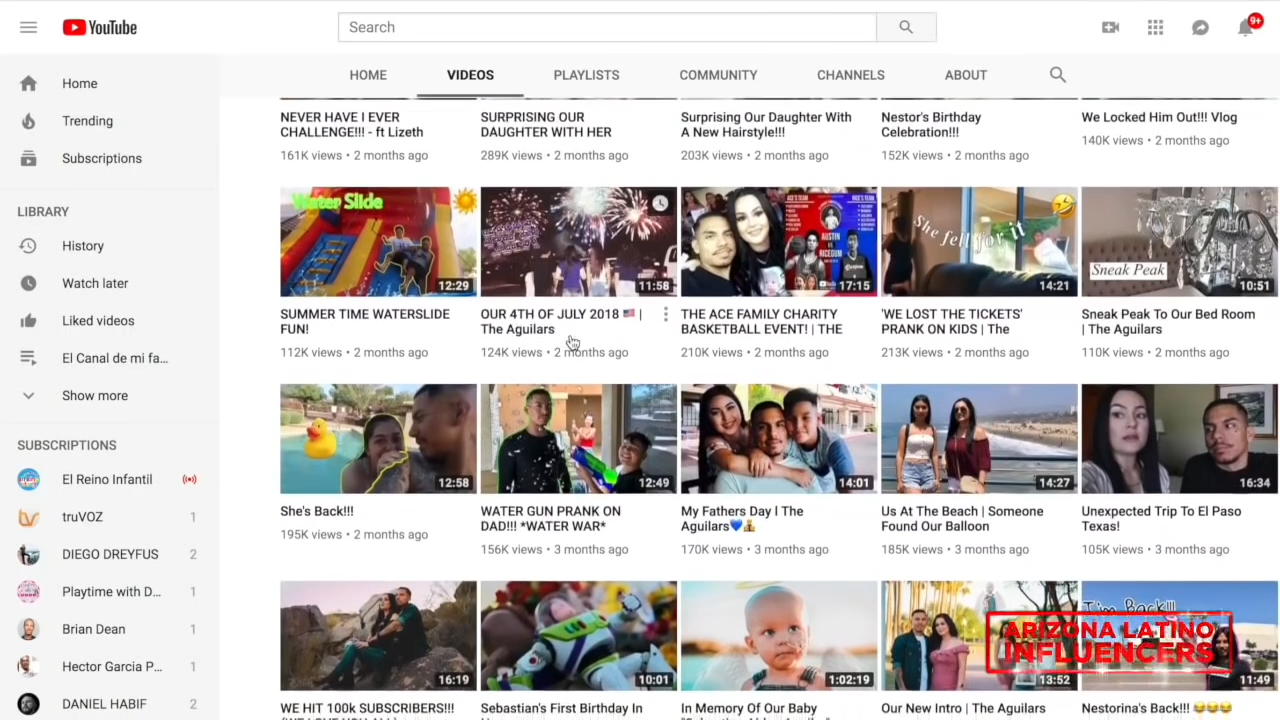 YouTube
Search
9+
HOME
VIDEOS
PLAYLISTS
COMMUNITY
CHANNELS
ABOUT
Home
Trending
Subscriptions
LIBRARY
History
Watch later
Liked videos
El Canal de mi fa...
Show more
SUBSCRIPTIONS
El Reino Infantil
truVOZ 1
DIEGO DREYFUS 2
Playtime with D... 1
Brian Dean 1
Hector Garcia P... 1
DANIEL HABIF 2
NEVER HAVE I EVER
CHALLENGE!!! - ft Lizeth
161K views • 2 months ago
SURPRISING OUR
DAUGHTER WITH HER
289K views • 2 months ago
Surprising Our Daughter With
A New Hairstyle!!!
203K views • 2 months ago
Nestor's Birthday
Celebration!!!
152K views • 2 months ago
We Locked Him Out!!! Vlog
140K views • 2 months ago
Water Slide
12:29
SUMMER TIME WATERSLIDE
FUN!
112K views • 2 months ago
11:58
OUR 4TH OF JULY 2018 🇺🇸 |
The Aguilars
124K views • 2 months ago
AUSTIN
VS
RICEGUM
17:15
THE ACE FAMILY CHARITY
BASKETBALL EVENT! | THE
210K views • 2 months ago
She fell for it
14:21
'WE LOST THE TICKETS'
PRANK ON KIDS | The
213K views • 2 months ago
Sneak Peak
10:51
Sneak Peak To Our Bed Room
| The Aguilars
110K views • 2 months ago
12:58
She's Back!!!
195K views • 2 months ago
12:49
WATER GUN PRANK ON
DAD!!! *WATER WAR*
156K views • 3 months ago
14:01
My Fathers Day l The
Aguilars
170K views • 3 months ago
14:27
Us At The Beach | Someone
Found Our Balloon
185K views • 3 months ago
16:34
Unexpected Trip To El Paso
Texas!
105K views • 3 months ago
16:19
WE HIT 100k SUBSCRIBERS!!!
10:01
Sebastian's First Birthday In
1:02:19
In Memory Of Our Baby
13:52
Our New Intro | The Aguilars
I'm Back!!!
11:49
Nestorina's Back!!! 😂😂😂
ARIZONA LATINO
INFLUENCERS